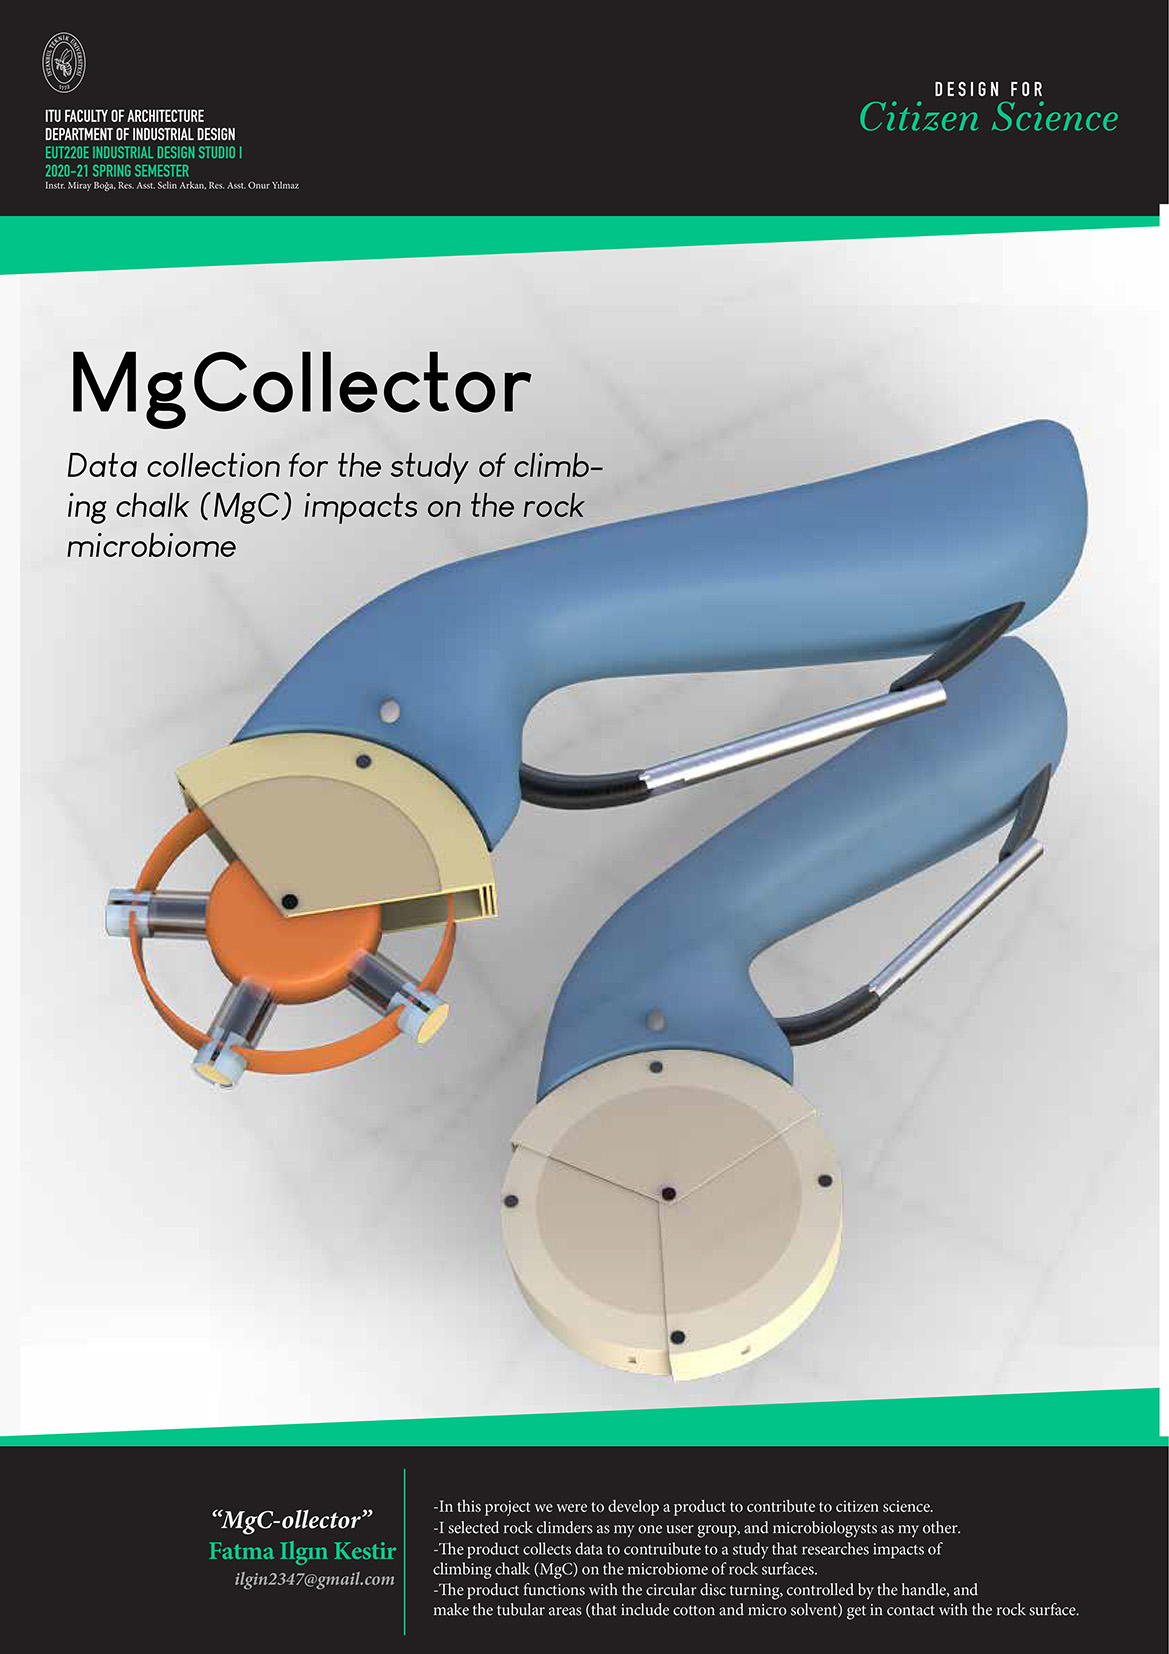 İSTANBUL TEKNİK ÜNİVERSİTESİ
1773
ITU FACULTY OF ARCHITECTURE
DEPARTMENT OF INDUSTRIAL DESIGN
EUT220E INDUSTRIAL DESIGN STUDIO I
2020-21 SPRING SEMESTER
Instr. Miray Boğa, Res. Asst. Selin Arkan, Res. Asst. Onur Yılmaz
DESIGN FOR
Citizen Science
MgCollector
Data collection for the study of climb-
ing chalk (MgC) impacts on the rock
microbiome
“MgC-ollector”
Fatma Ilgın Kestir
ilgin2347@gmail.com
-In this project we were to develop a product to contribute to citizen science.
-I selected rock climders as my one user group, and microbiologysts as my other.
-The product collects data to contruibute to a study that researches impacts of
climbing chalk (MgC) on the microbiome of rock surfaces.
-The product functions with the circular disc turning, controlled by the handle, and
make the tubular areas (that include cotton and micro solvent) get in contact with the rock surface.